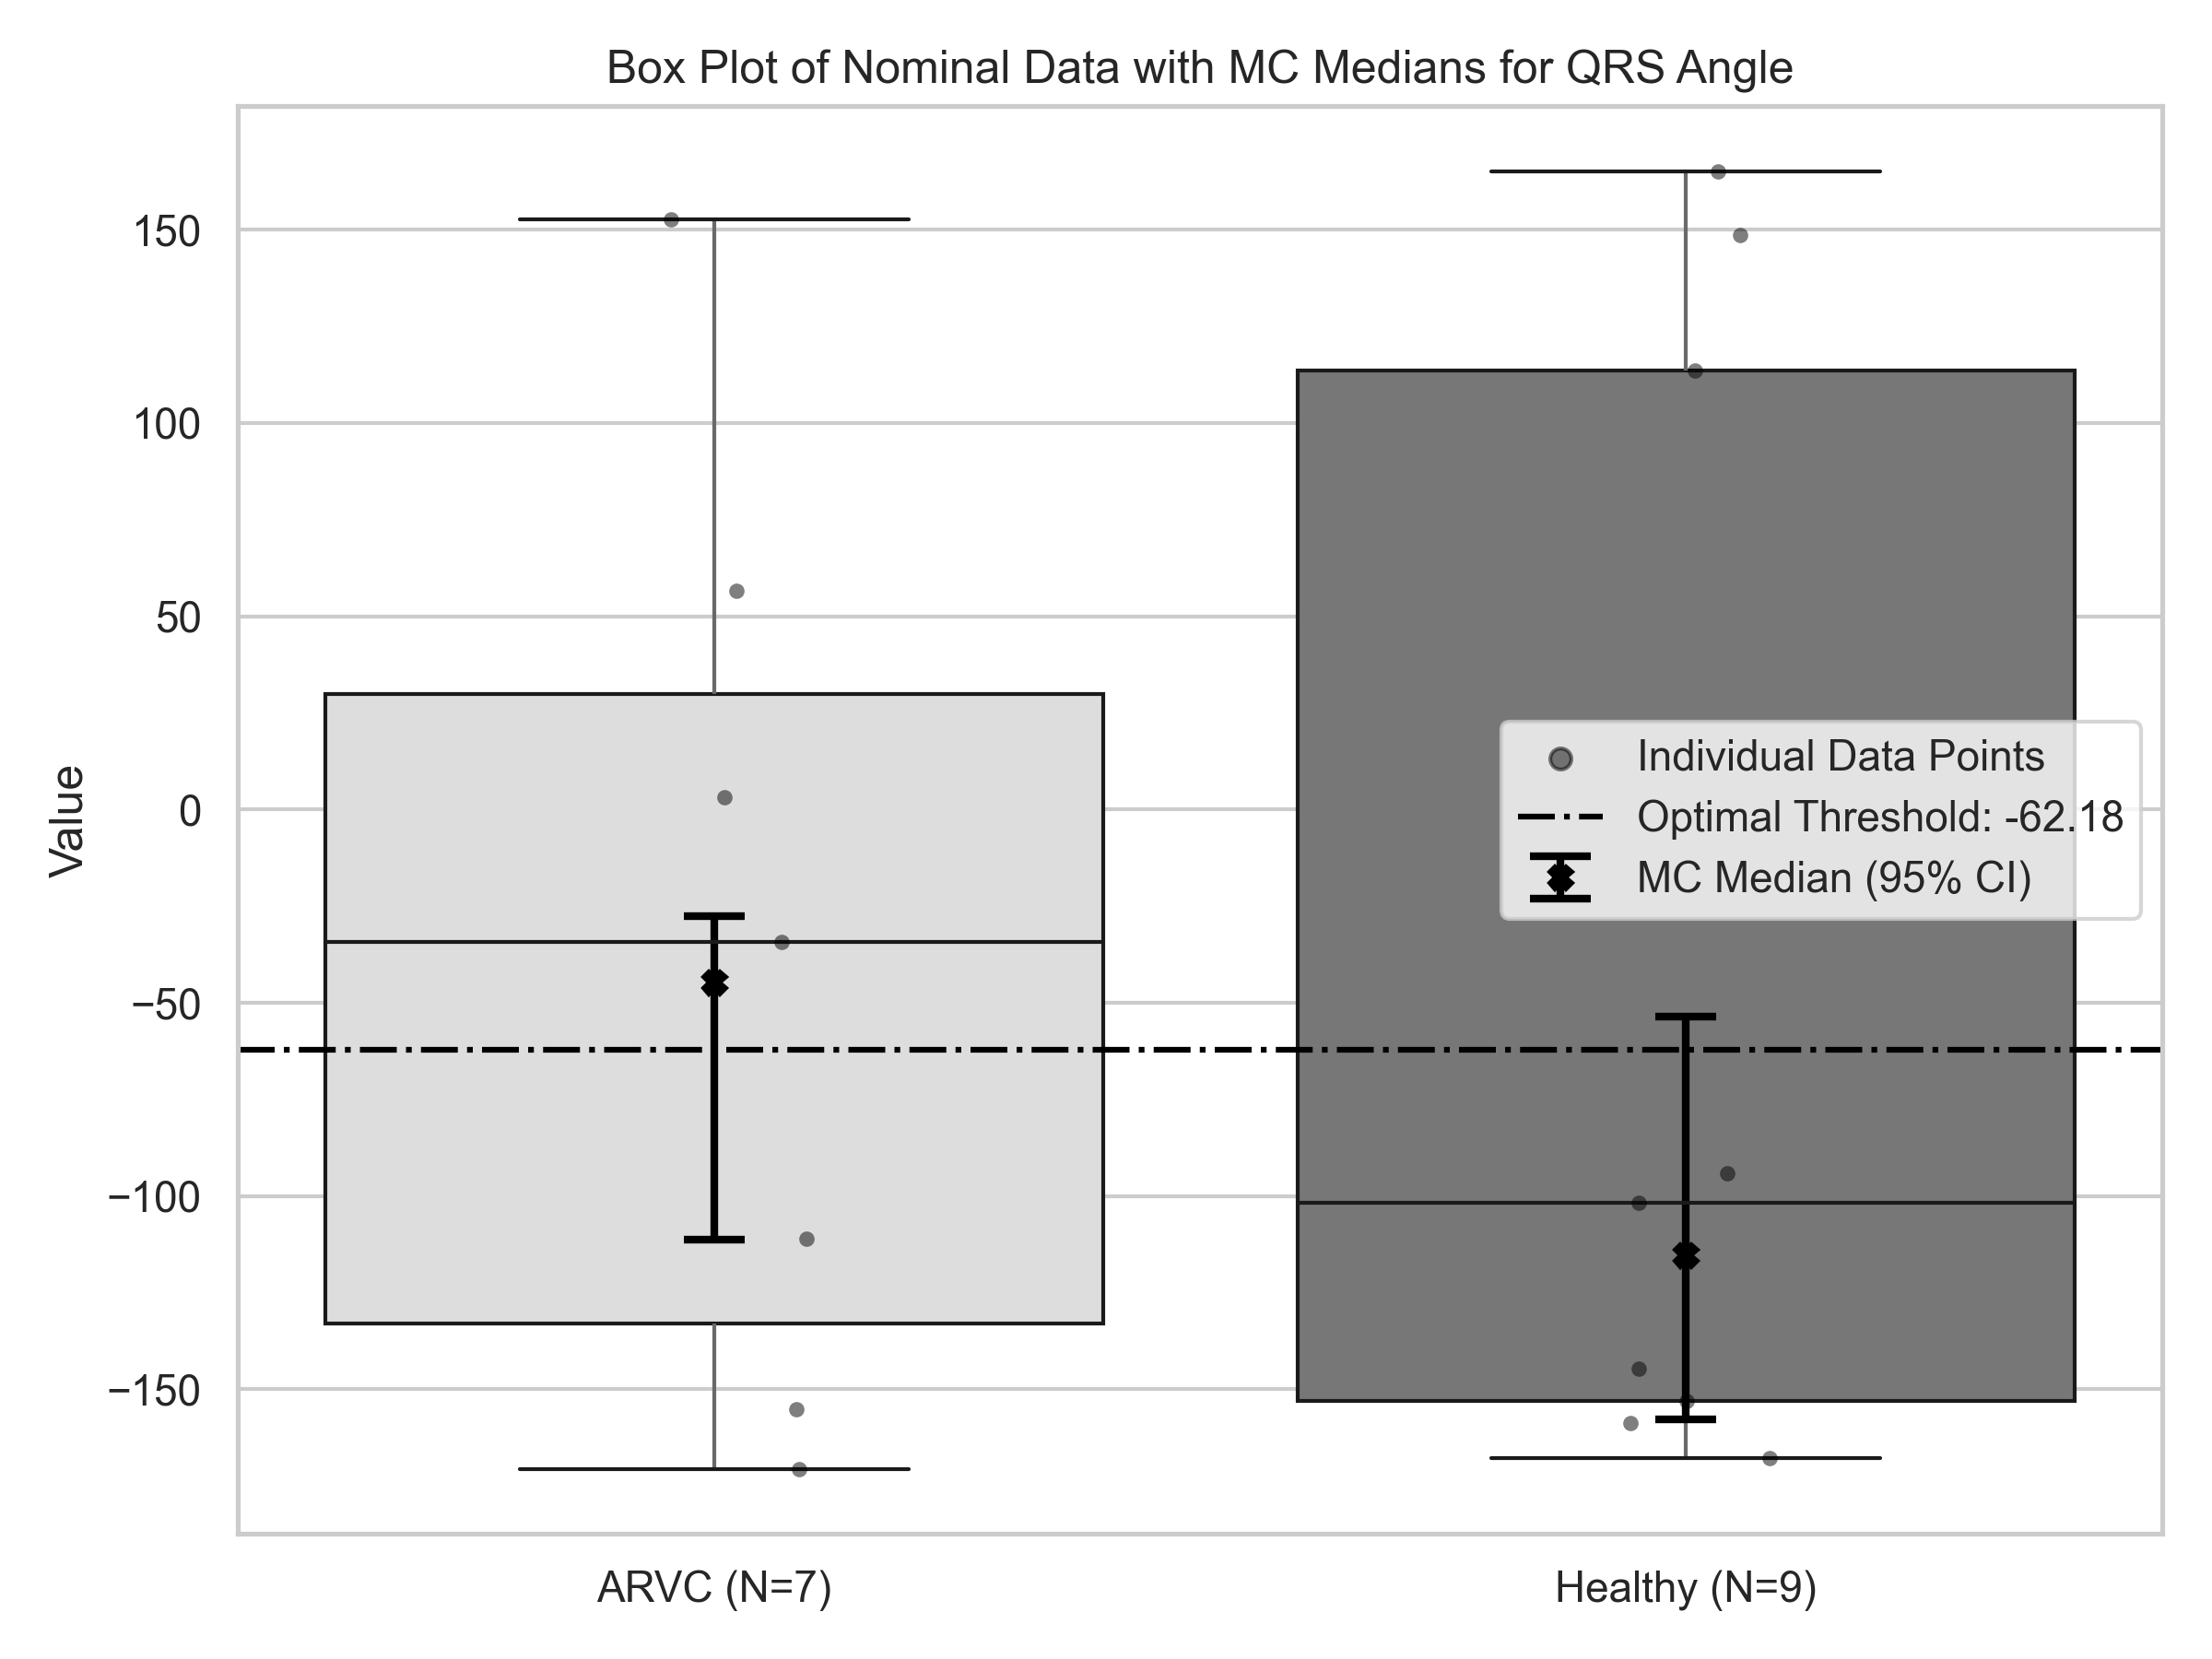 Box Plot of Nominal Data with MC Medians for QRS Angle
Value
150
100
50
0
−50
−100
−150
Individual Data Points
Optimal Threshold: -62.18
MC Median (95% CI)
ARVC (N=7)
Healthy (N=9)